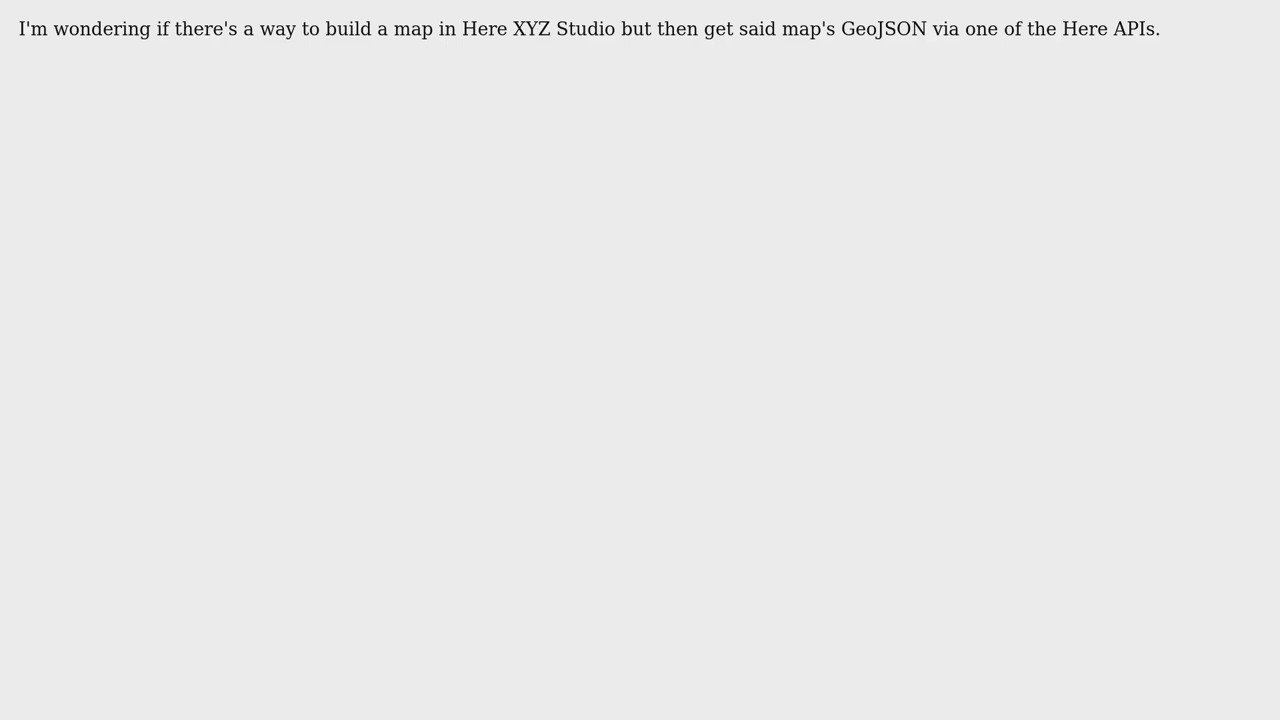 I'm wondering if there's a way to build a map in Here XYZ Studio but then get said map's GeoJSON via one of the Here APIs.